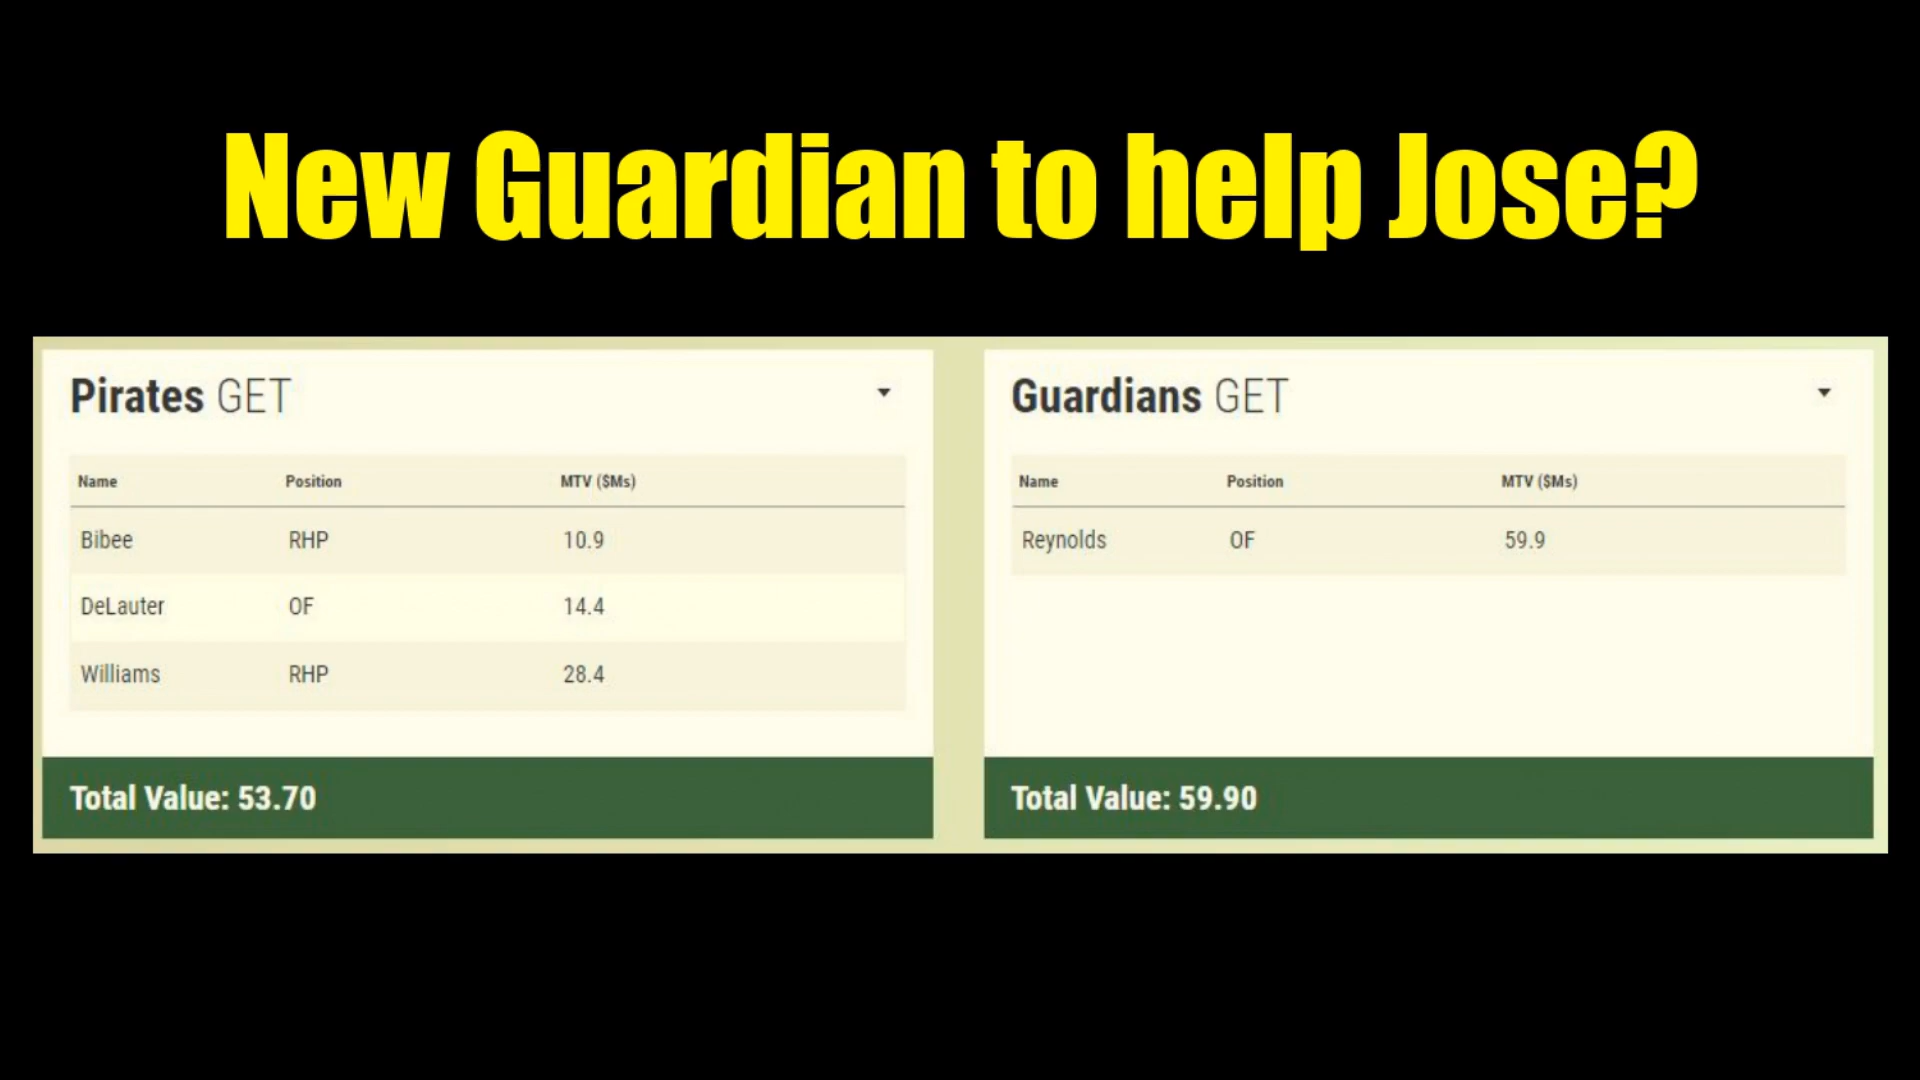 New Guardian to help Jose?
Pirates GET
Name Position MTV ($Ms)
Bibee RHP 10.9
DeLauter OF 14.4
Williams RHP 28.4
Total Value: 53.70
Guardians GET
Name Position MTV ($Ms)
Reynolds OF 59.9
Total Value: 59.90